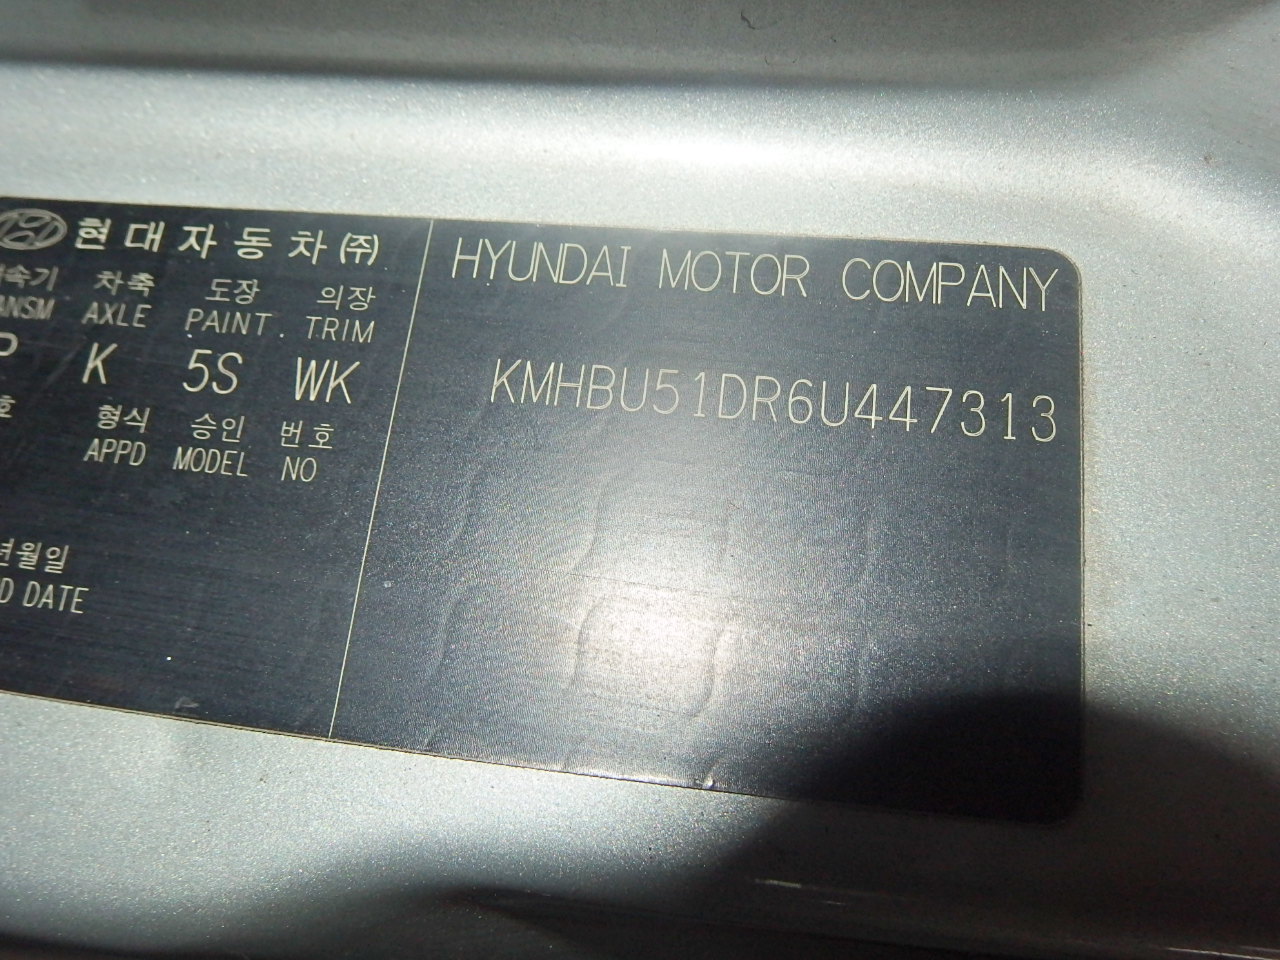 현대자동차(주)
속기 차축 도장 의장
ANSM AXLE PAINT TRIM
P K 5S WK
호 형식 승인 번호
APPD MODEL NO
년월일
D DATE
HYUNDAI MOTOR COMPANY
KMHBU51DR6U447313